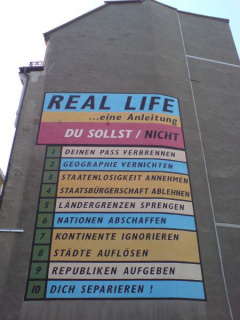 REAL LIFE
...eine Anleitung
DU SOLLST / NICHT
1 DEINEN PASS VERBRENNEN
2 GEOGRAPHIE VERNICHTEN
3 STAATENLOSIGKEIT ANNEHMEN
4 STAATSBÜRGERSCHAFT ABLEHNEN
5 LÄNDERGRENZEN SPRENGEN
6 NATIONEN ABSCHAFFEN
7 KONTINENTE IGNORIEREN
8 STÄDTE AUFLÖSEN
9 REPUBLIKEN AUFGEBEN
10 DICH SEPARIEREN !